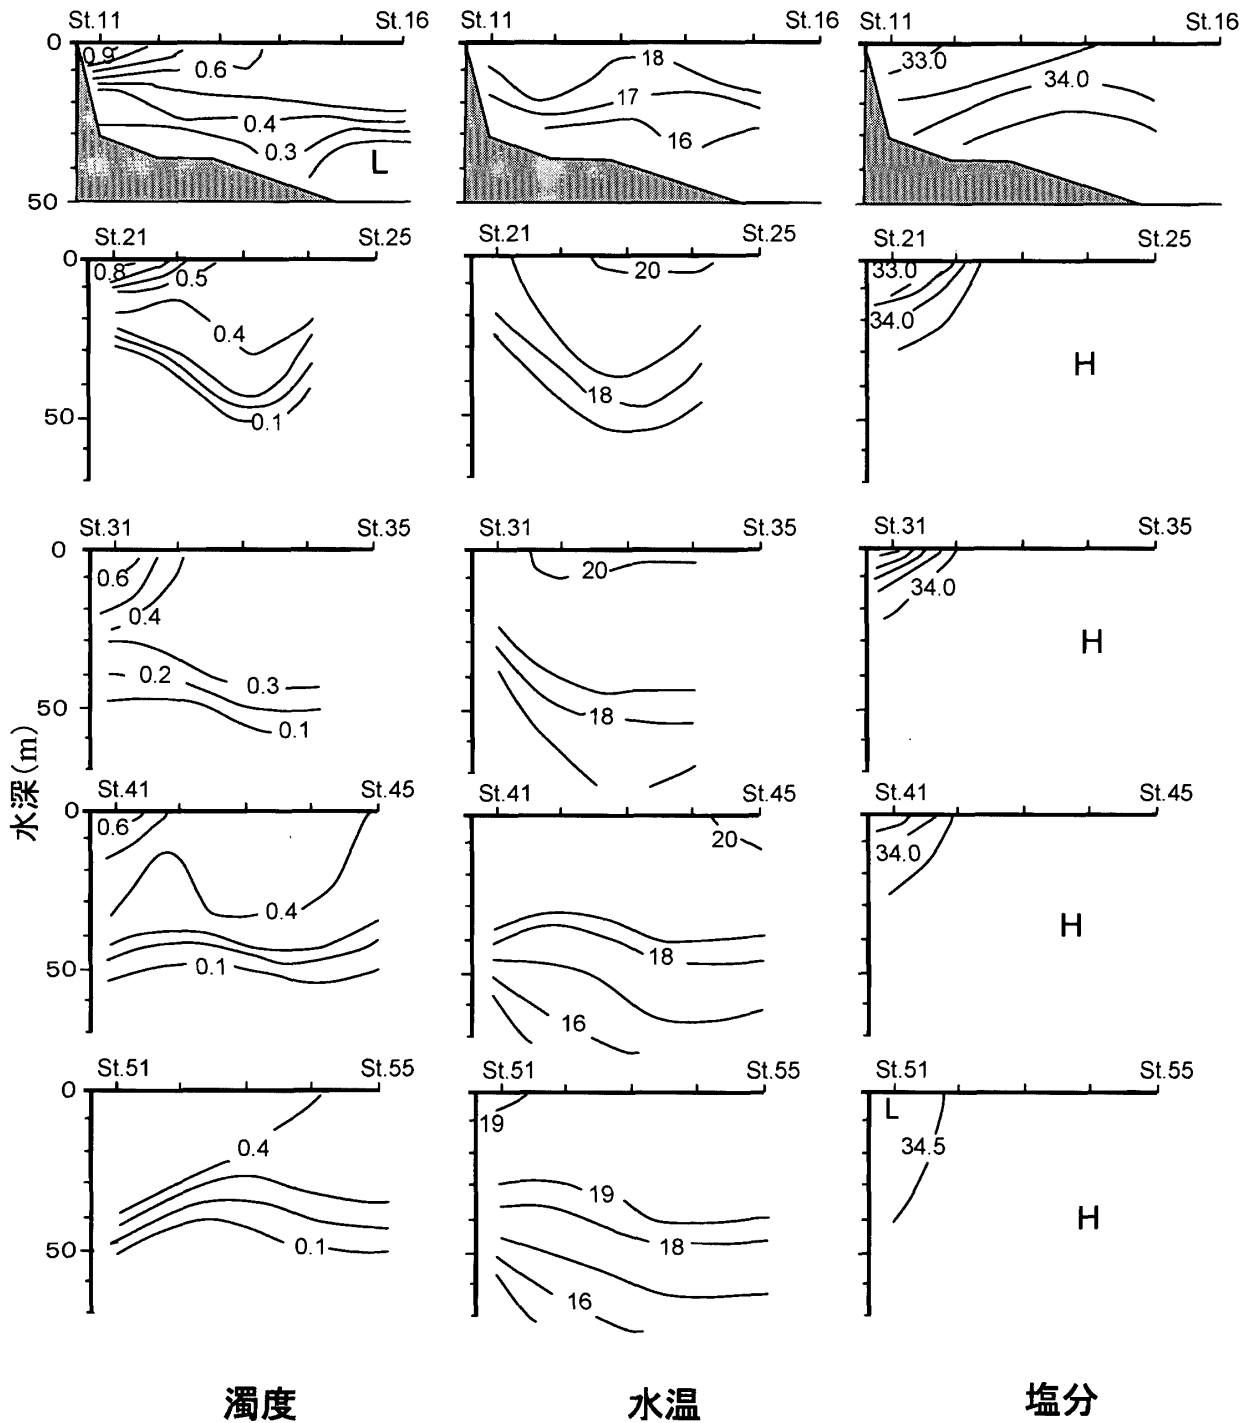 St.11 St.16 St.11 St.16 St.11 St.16
0
0.9 0.6 18 33.0 34.0
17
0.4 16
0.3 L
50
St.21 St.25 St.21 St.25 St.21 St.25
0
0.8 0.5 20 33.0
0.4 34.0
H
18
50 0.1
St.31 St.35 St.31 St.35 St.31 St.35
0
0.6 20 34.0
0.4
H
0.2 0.3
50 0.1 18
水深(m)
St.41 St.45 St.41 St.45 St.41 St.45
0
0.6 20 34.0
0.4 H
50 0.1 18
16
St.51 St.55 St.51 St.55 St.51 St.55
0
19 L
0.4 34.5
19 H
50 0.1 18
16
濁度 水温 塩分